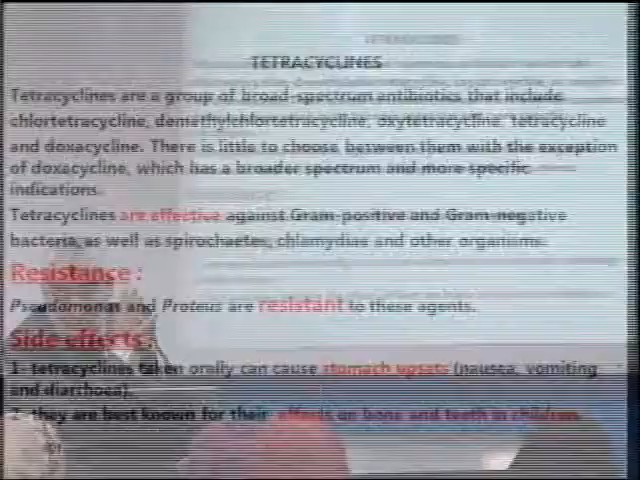 TETRACYCLINES
Tetracyclines are a group of broad-spectrum antibiotics that include
chlortetracycline, demethylchlortetracycline, oxytetracycline, tetracycline
and doxacycline. There is little to choose between them with the exception
of doxacycline, which has a broader spectrum and more specific
indications.
Tetracyclines are effective against Gram-positive and Gram-negative
bacteria, as well as spirochaetes, chlamydiae and other organisms.
Resistance :
Pseudomonas and Proteus are resistant to these agents.
Side effects :
1- tetracyclines taken orally can cause stomach upsets (nausea, vomiting
and diarrhoea).
2- they are best known for their effects on bone and teeth in children.